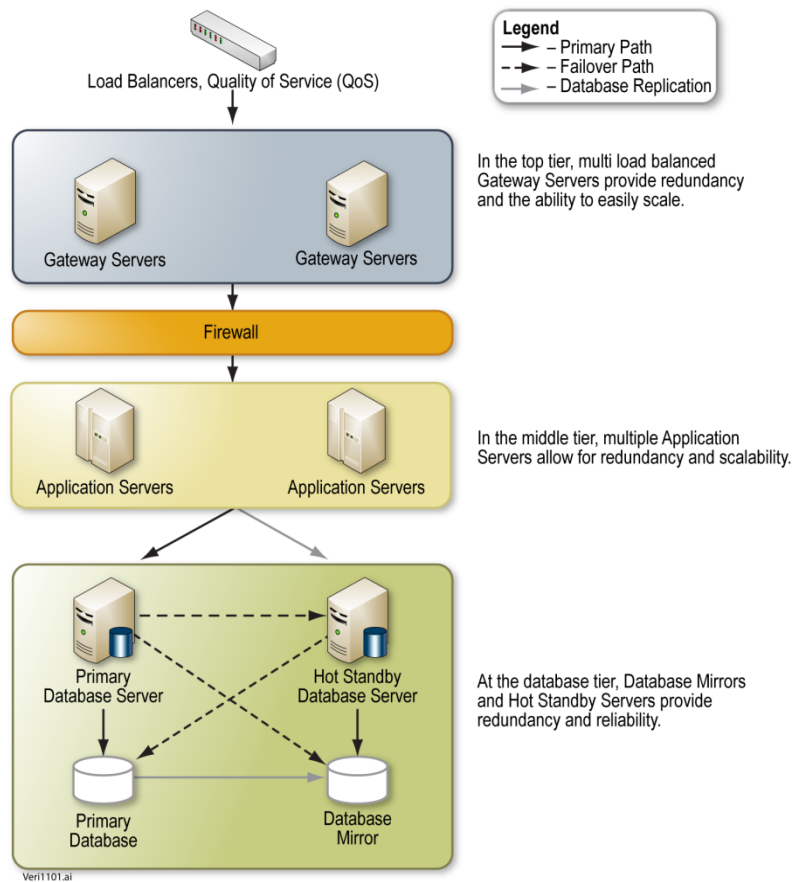 Legend
– Primary Path
– Failover Path
– Database Replication
Load Balancers, Quality of Service (QoS)
Gateway Servers
Gateway Servers
In the top tier, multi load balanced
Gateway Servers provide redundancy
and the ability to easily scale.
Firewall
Application Servers
Application Servers
In the middle tier, multiple Application
Servers allow for redundancy and scalability.
Primary
Database Server
Hot Standby
Database Server
At the database tier, Database Mirrors
and Hot Standby Servers provide
redundancy and reliability.
Primary
Database
Database
Mirror
Veri1101.ai